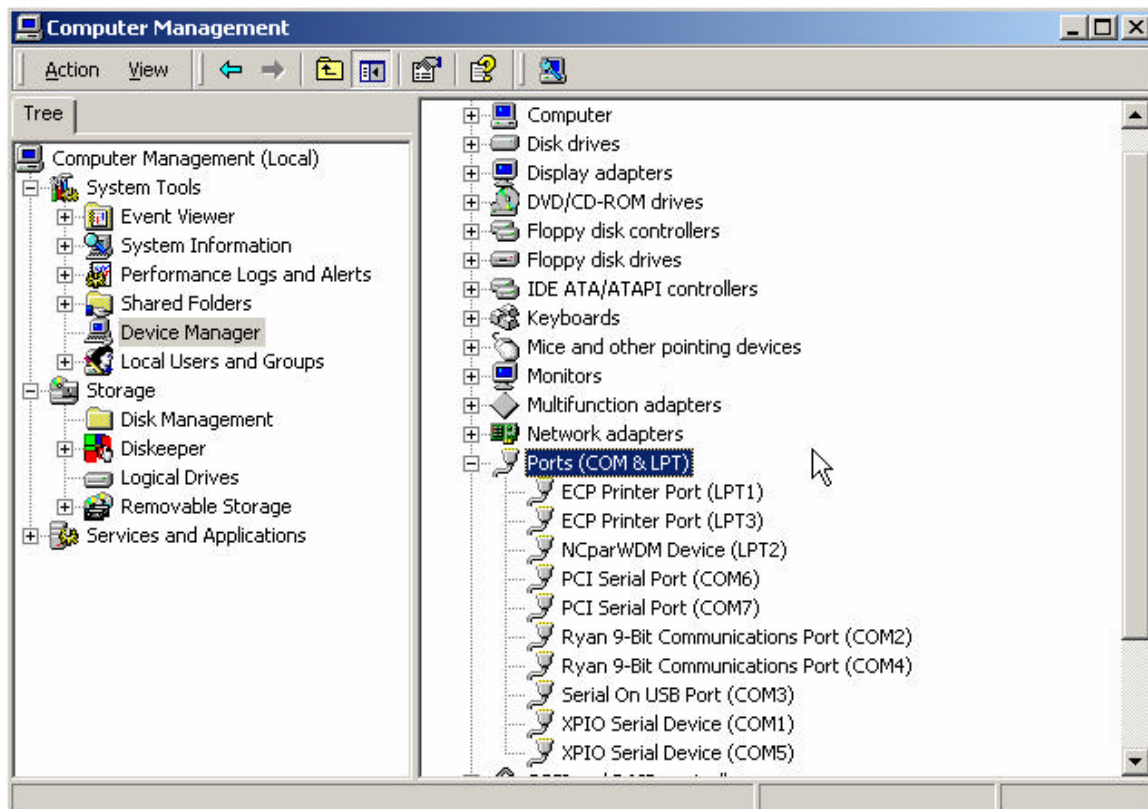 Computer Management
Action View
Tree
Computer Management (Local)
System Tools
Event Viewer
System Information
Performance Logs and Alerts
Shared Folders
Device Manager
Local Users and Groups
Storage
Disk Management
Diskeeper
Logical Drives
Removable Storage
Services and Applications
Computer
Disk drives
Display adapters
DVD/CD-ROM drives
Floppy disk controllers
Floppy disk drives
IDE ATA/ATAPI controllers
Keyboards
Mice and other pointing devices
Monitors
Multifunction adapters
Network adapters
Ports (COM & LPT)
ECP Printer Port (LPT1)
ECP Printer Port (LPT3)
NCparWDM Device (LPT2)
PCI Serial Port (COM6)
PCI Serial Port (COM7)
Ryan 9-Bit Communications Port (COM2)
Ryan 9-Bit Communications Port (COM4)
Serial On USB Port (COM3)
XPIO Serial Device (COM1)
XPIO Serial Device (COM5)